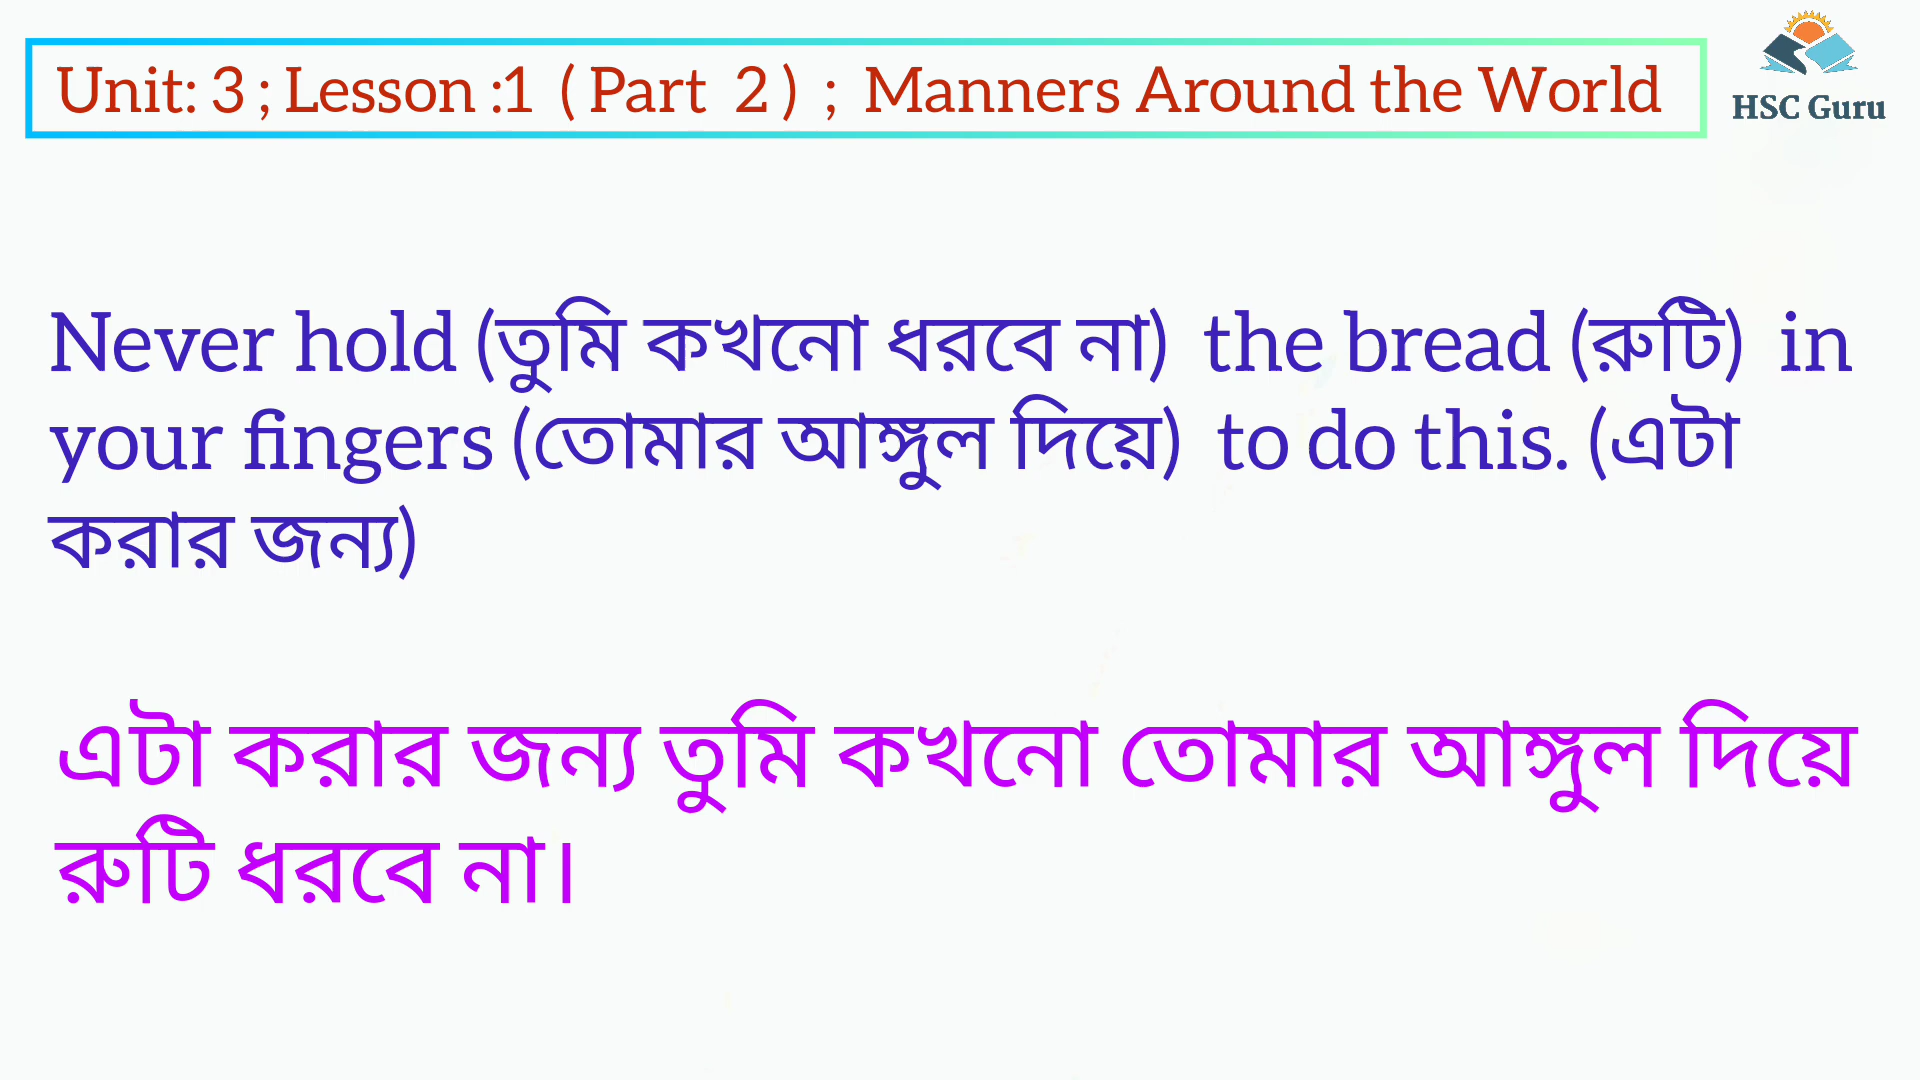 Unit: 3 ; Lesson :1 ( Part 2 ) ; Manners Around the World
HSC Guru
Never hold (তুমি কখনো ধরবে না) the bread (রুটি) in
your fingers (তোমার আঙ্গুল দিয়ে) to do this. (এটা
করার জন্য)
এটা করার জন্য তুমি কখনো তোমার আঙ্গুল দিয়ে
রুটি ধরবে না।